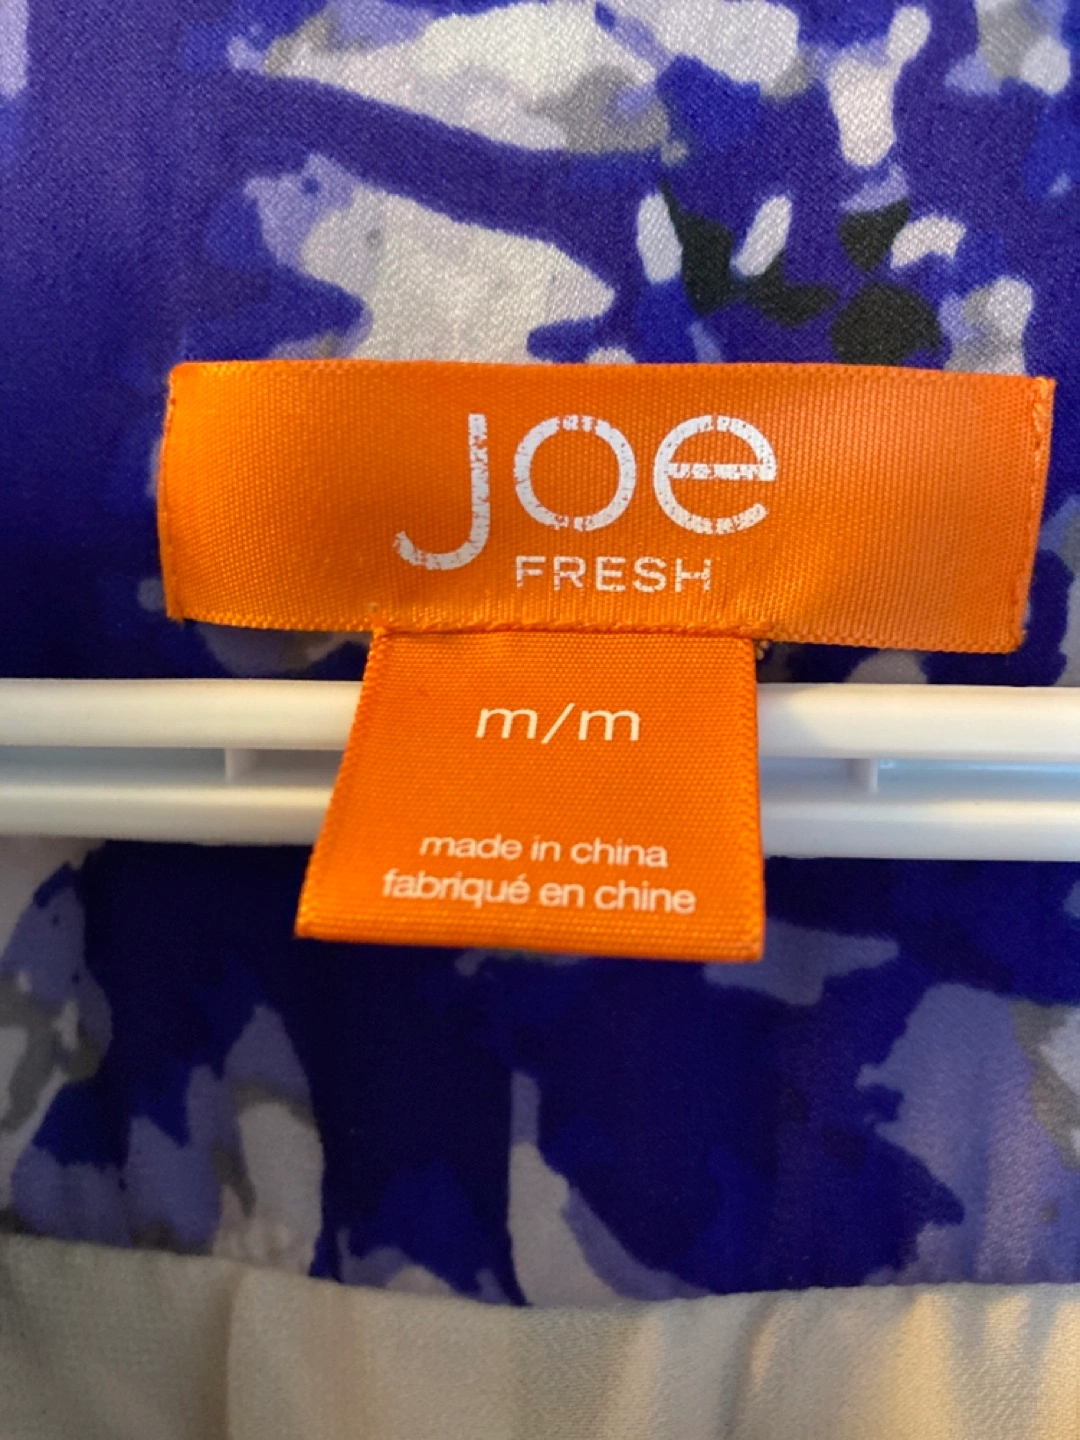 joe
FRESH
m/m
made in china
fabriqué en chine